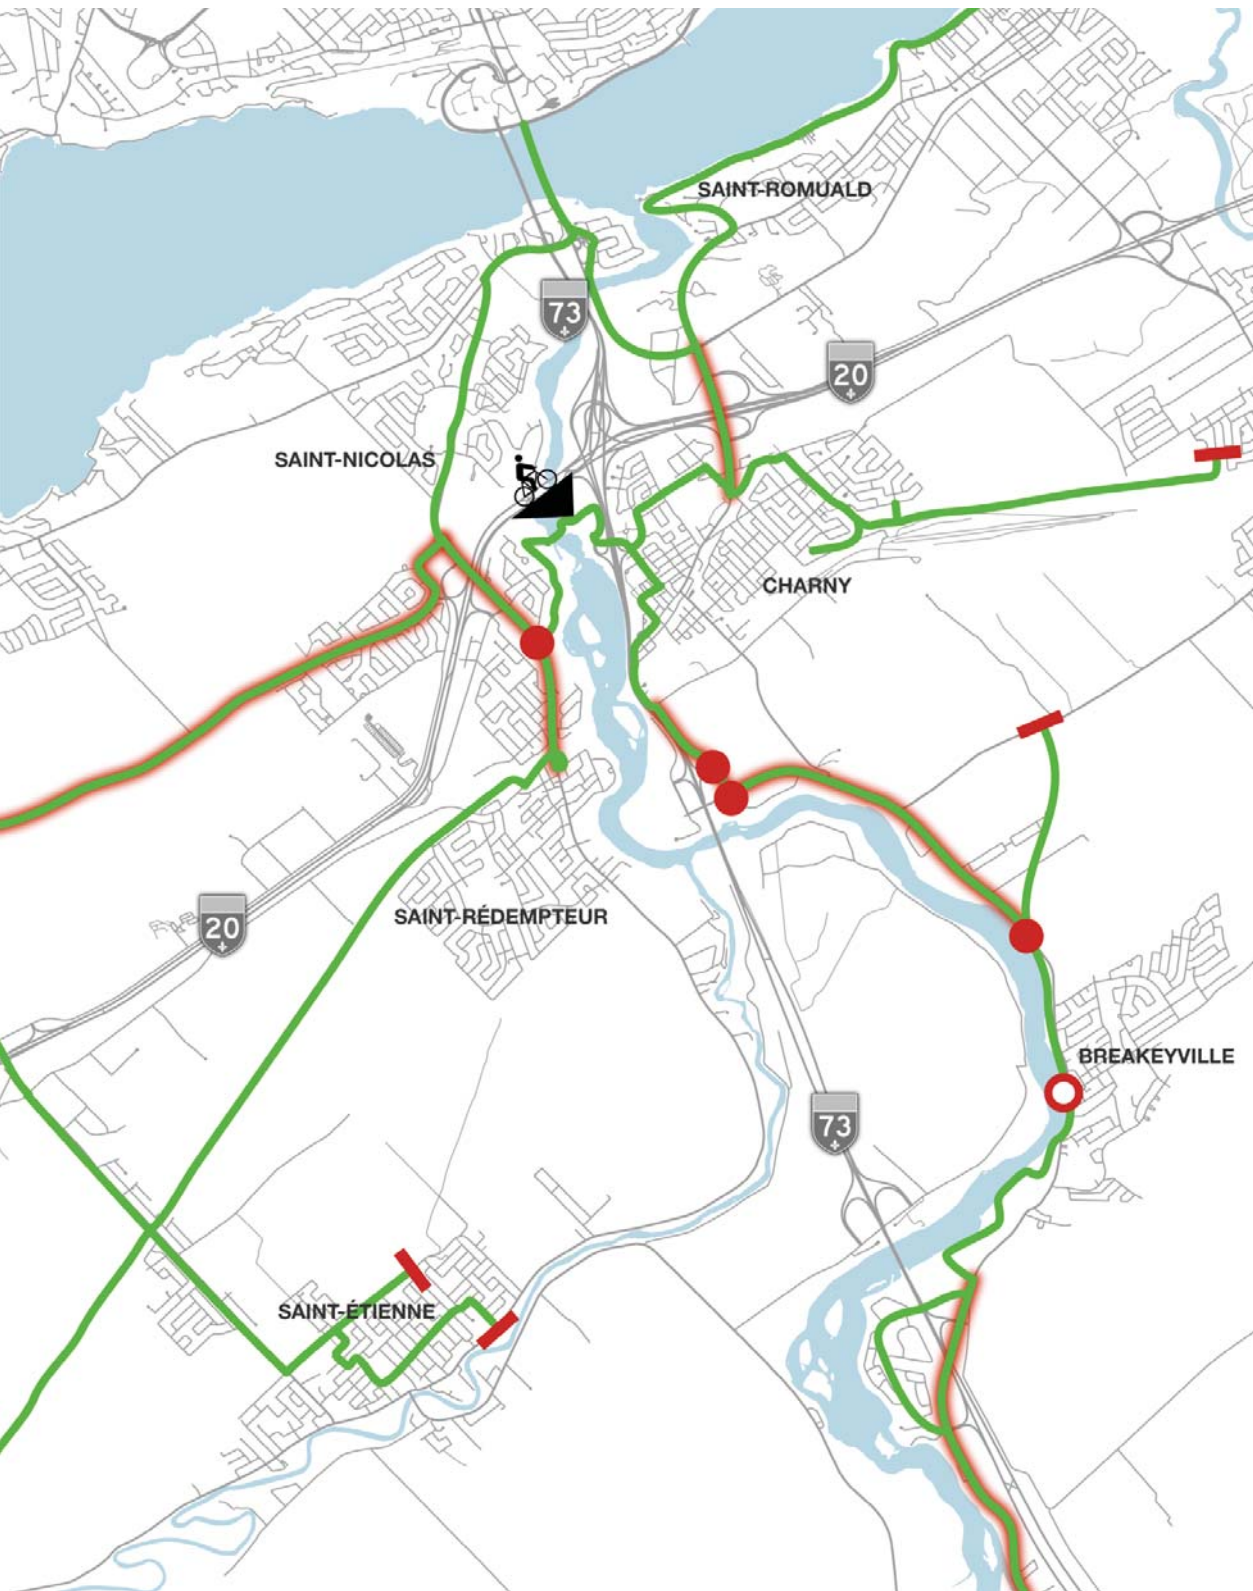 SAINT-ROMUALD
73
20
SAINT-NICOLAS
CHARNY
SAINT-RÉDEMPTEUR
20
BREAKEYVILLE
73
SAINT-ÉTIENNE